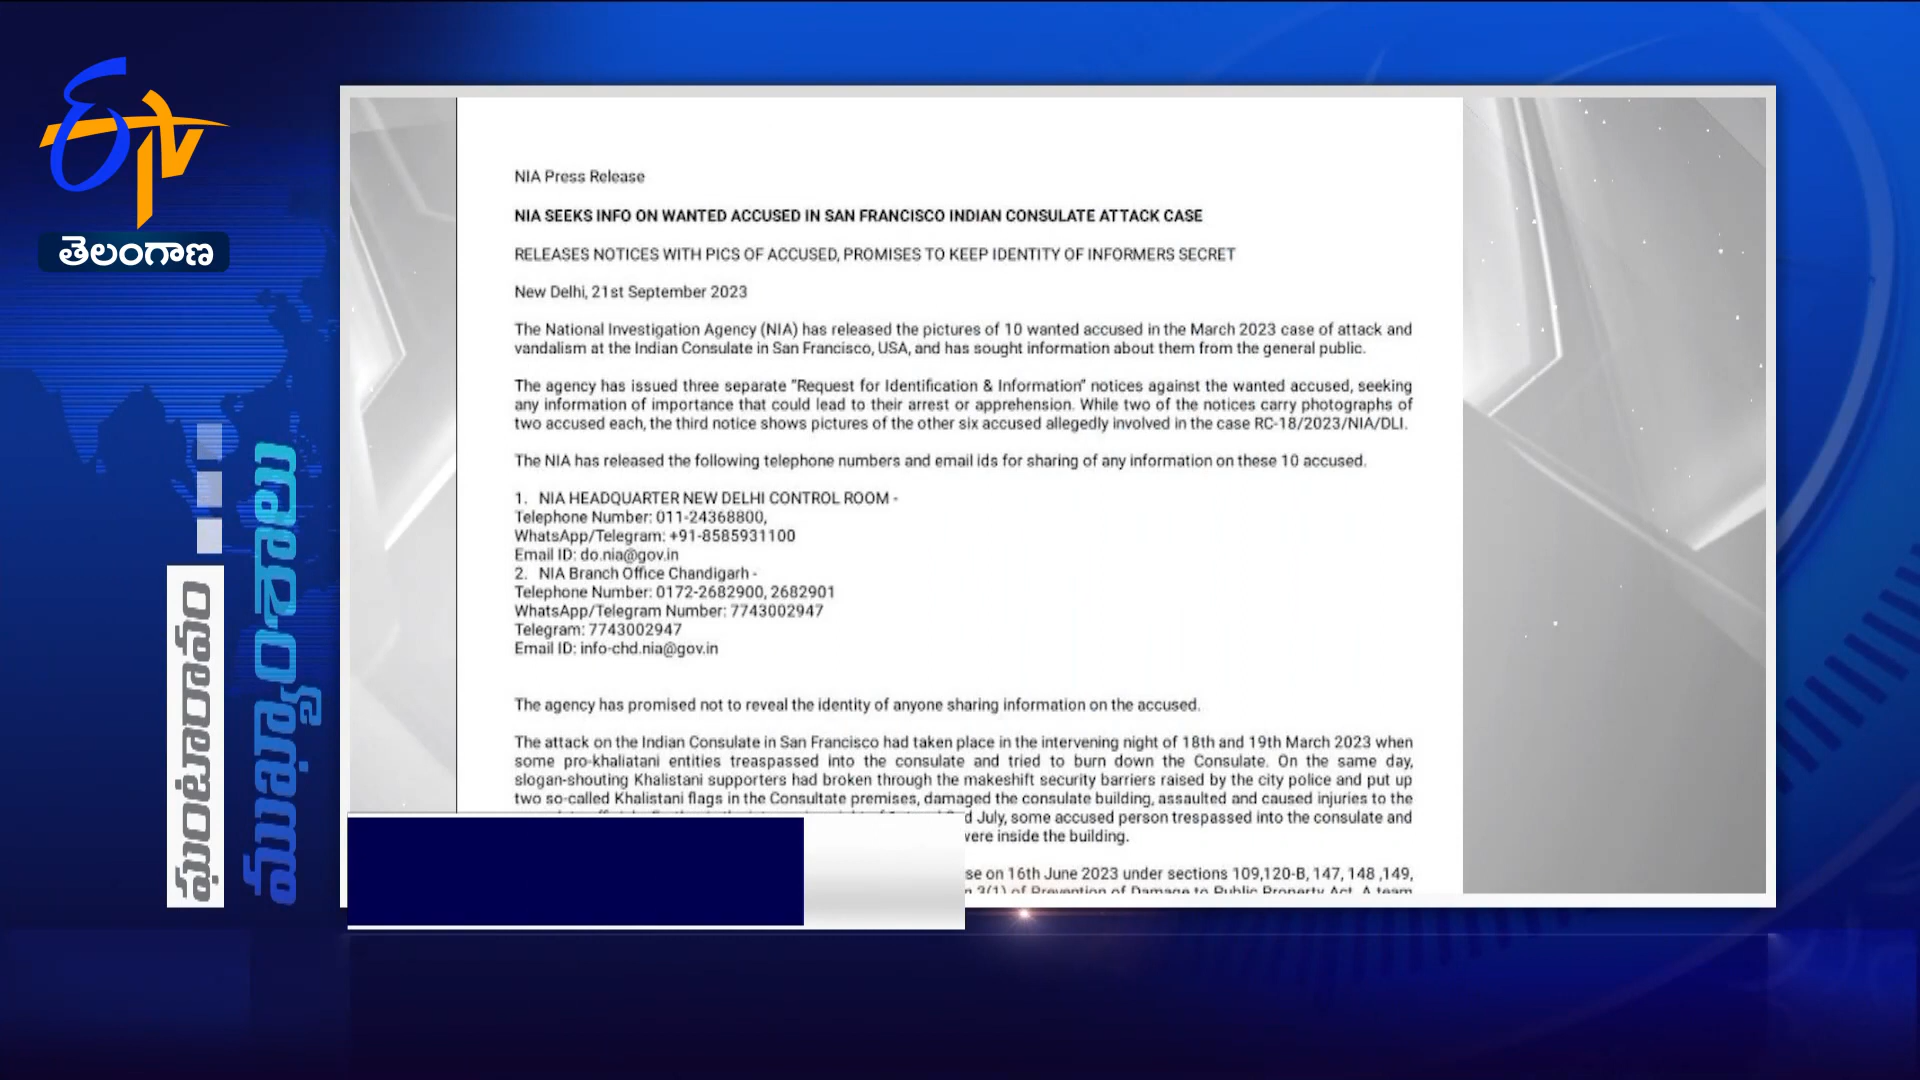 ETV
తెలంగాణ
ఘంటారావం
ముఖ్యాంశాలు
NIA Press Release
NIA SEEKS INFO ON WANTED ACCUSED IN SAN FRANCISCO INDIAN CONSULATE ATTACK CASE
RELEASES NOTICES WITH PICS OF ACCUSED, PROMISES TO KEEP IDENTITY OF INFORMERS SECRET
New Delhi, 21st September 2023
The National Investigation Agency (NIA) has released the pictures of 10 wanted accused in the March 2023 case of attack and
vandalism at the Indian Consulate in San Francisco, USA, and has sought information about them from the general public.
The agency has issued three separate "Request for Identification & Information" notices against the wanted accused, seeking
any information of importance that could lead to their arrest or apprehension. While two of the notices carry photographs of
two accused each, the third notice shows pictures of the other six accused allegedly involved in the case RC-18/2023/NIA/DLI.
The NIA has released the following telephone numbers and email ids for sharing of any information on these 10 accused.
1. NIA HEADQUARTER NEW DELHI CONTROL ROOM -
Telephone Number: 011-24368800,
WhatsApp/Telegram: +91-8585931100
Email ID: do.nia@gov.in
2. NIA Branch Office Chandigarh -
Telephone Number: 0172-2682900, 2682901
WhatsApp/Telegram Number: 7743002947
Telegram: 7743002947
Email ID: info-chd.nia@gov.in
The agency has promised not to reveal the identity of anyone sharing information on the accused.
The attack on the Indian Consulate in San Francisco had taken place in the intervening night of 18th and 19th March 2023 when
some pro-khaliatani entities treaspassed into the consulate and tried to burn down the Consulate. On the same day,
slogan-shouting Khalistani supporters had broken through the makeshift security barriers raised by the city police and put up
two so-called Khalistani flags in the Consultate premises, damaged the consulate building, assaulted and caused injuries to the
July, some accused person trespassed into the consulate and
were inside the building.
on 16th June 2023 under sections 109,120-B, 147, 148 ,149,
3(1) of Prevention of Damage to Public Property Act. A team